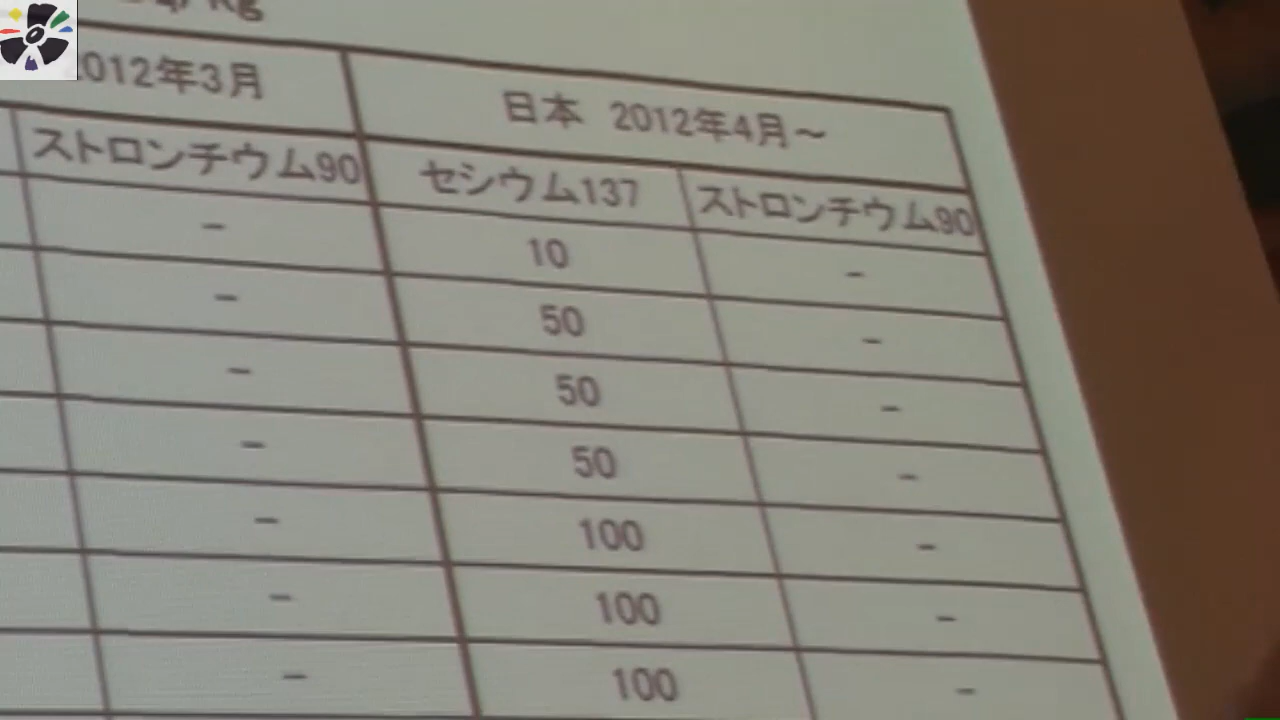 012年3月
日本 2012年4月～
ストロンチウム90 セシウム137 ストロンチウム90
- 10 -
- 50 -
- 50 -
- 50 -
- 100 -
- 100 -
- 100 -